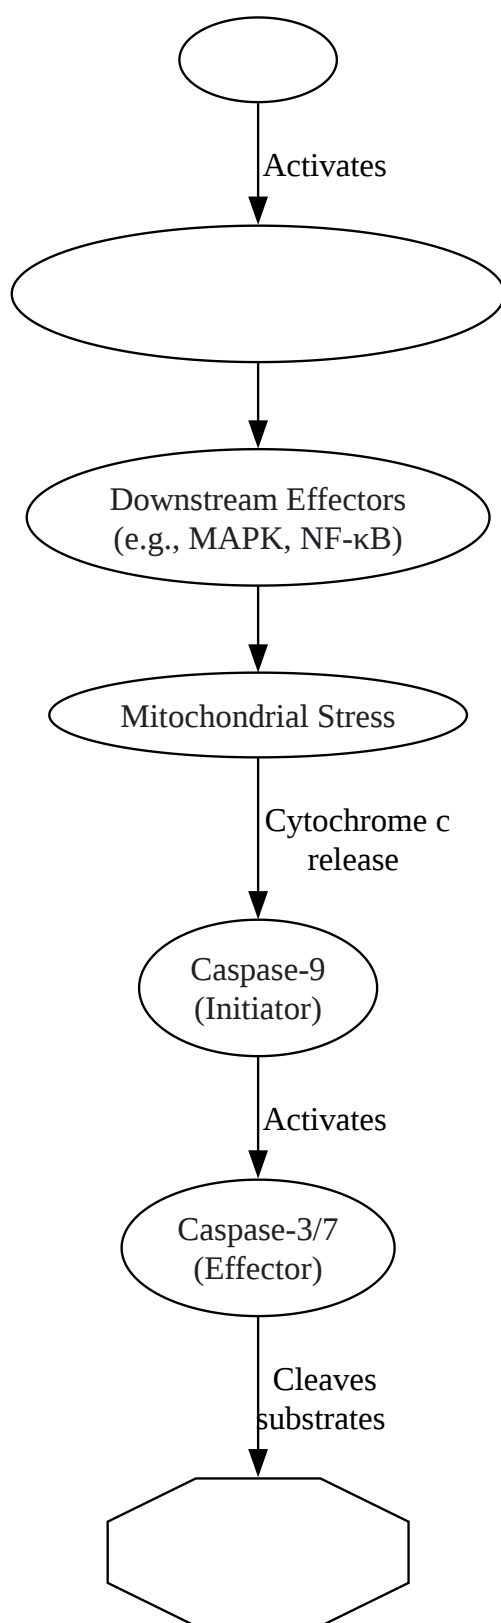 Activates
Downstream Effectors
(e.g., MAPK, NF-κB)
Mitochondrial Stress
Cytochrome c
release
Caspase-9
(Initiator)
Activates
Caspase-3/7
(Effector)
Cleaves
substrates